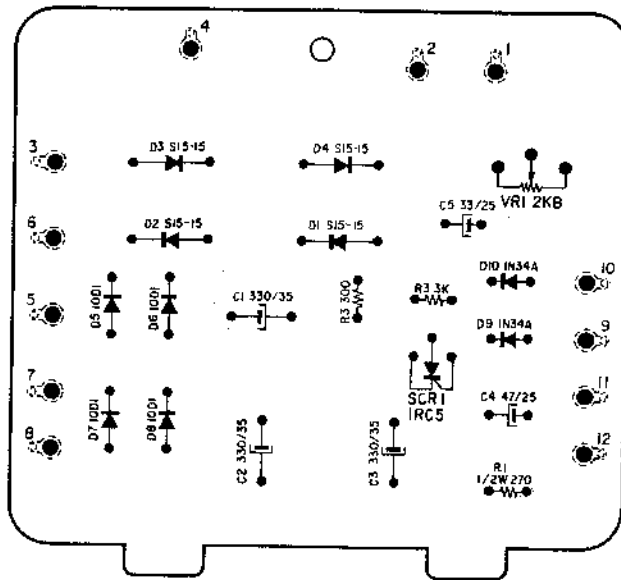 4
2
1
3
D3 S15-15
D4 S15-15
VR1 2KB
C5 33/25
6
D2 S15-15
D1 S15-15
D10 1N34A
10
5
D5 10D1
D6 10D1
C1 330/35
R3 300
R3 3K
D9 1N34A
9
7
SCR1
IRC5
C4 47/25
11
D7 10D1
D8 10D1
8
C2 330/35
C3 330/35
12
R1
1/2W 270